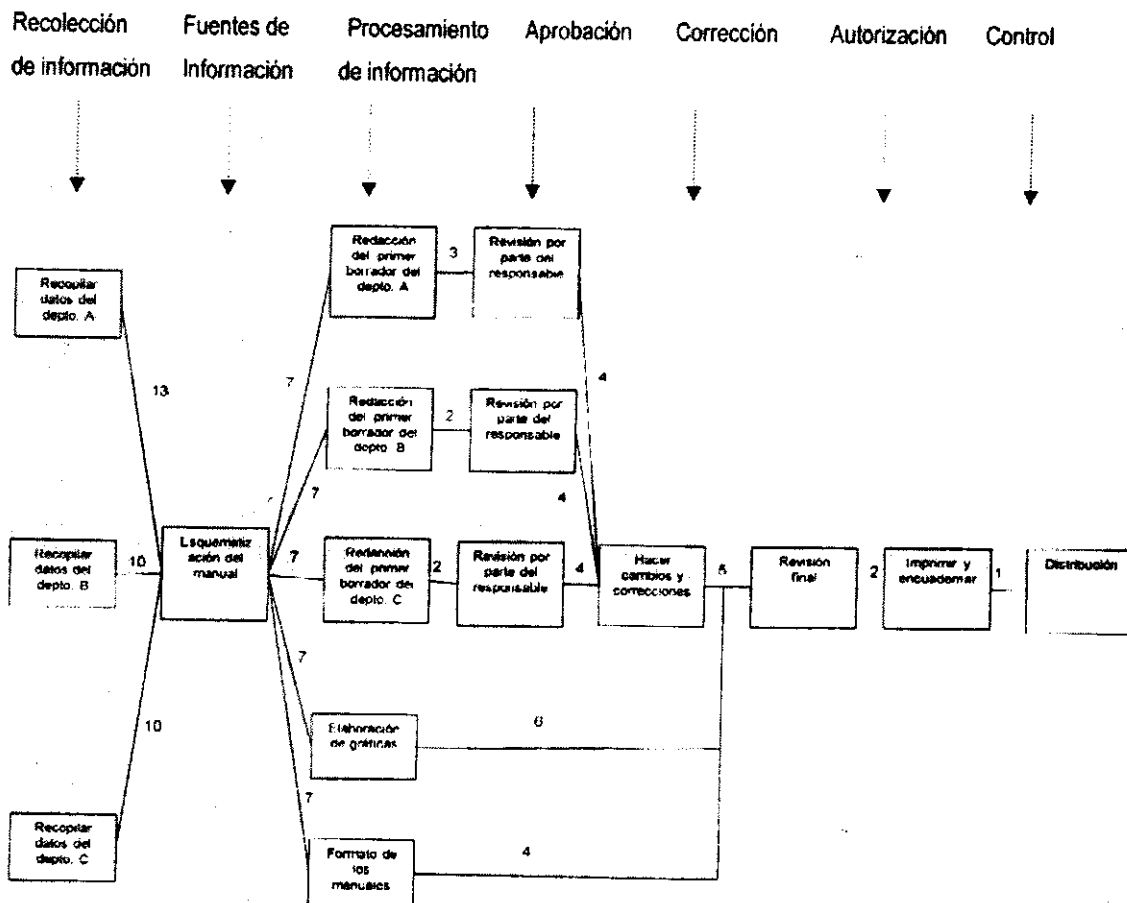 Recolección
de información
Fuentes de
Información
Procesamiento
de información
Aprobación
Corrección
Autorización
Control
Recopilar
datos del
depto. A
13
Recopilar
datos del
depto. B
10
Recopilar
datos del
depto. C
10
Esquematiz
ación del
manual
7
Redacción
del primer
borrador del
depto. A
3
Revisión por
parte del
responsable
4
7
Redacción
del primer
borrador del
depto. B
2
Revisión por
parte del
responsable
4
7
Redacción
del primer
borrador del
depto. C
2
Revisión por
parte del
responsable
4
Hacer
cambios y
correcciones
5
Revisión
final
2
Imprimir y
encuadernar
1
Distribución
7
Elaboración
de gráficas
6
7
Formato de
los
manuales
4